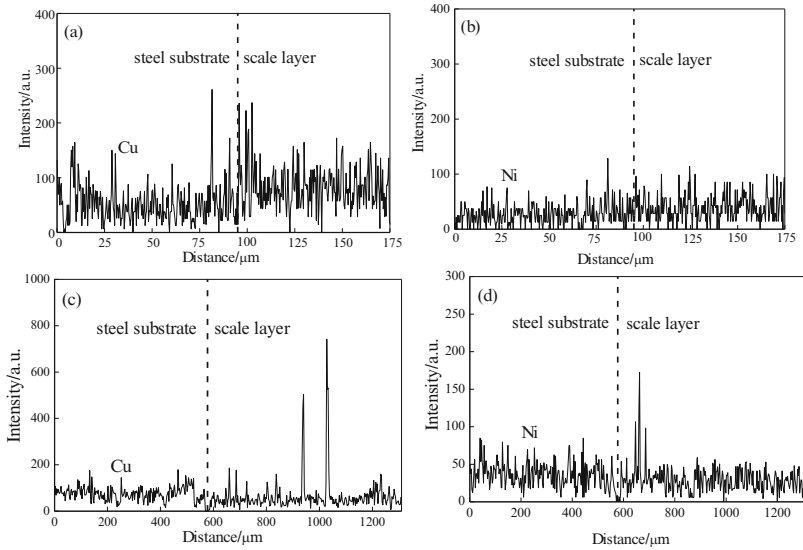 (a)
steel substrate
scale layer
Cu
Intensity/a.u.
400
300
200
100
0
0 25 50 75 100 125 150 175
Distance/μm
(b)
steel substrate
scale layer
Ni
Intensity/a.u.
400
300
200
100
0
0 25 50 75 100 125 150 175
Distance/μm
(c)
steel substrate
scale layer
Cu
Intensity/a.u.
1000
800
600
400
200
0
0 200 400 600 800 1000 1200
Distance/μm
(d)
steel substrate
scale layer
Ni
Intensity/a.u.
300
250
200
150
100
50
0
0 200 400 600 800 1000 1200
Distance/μm